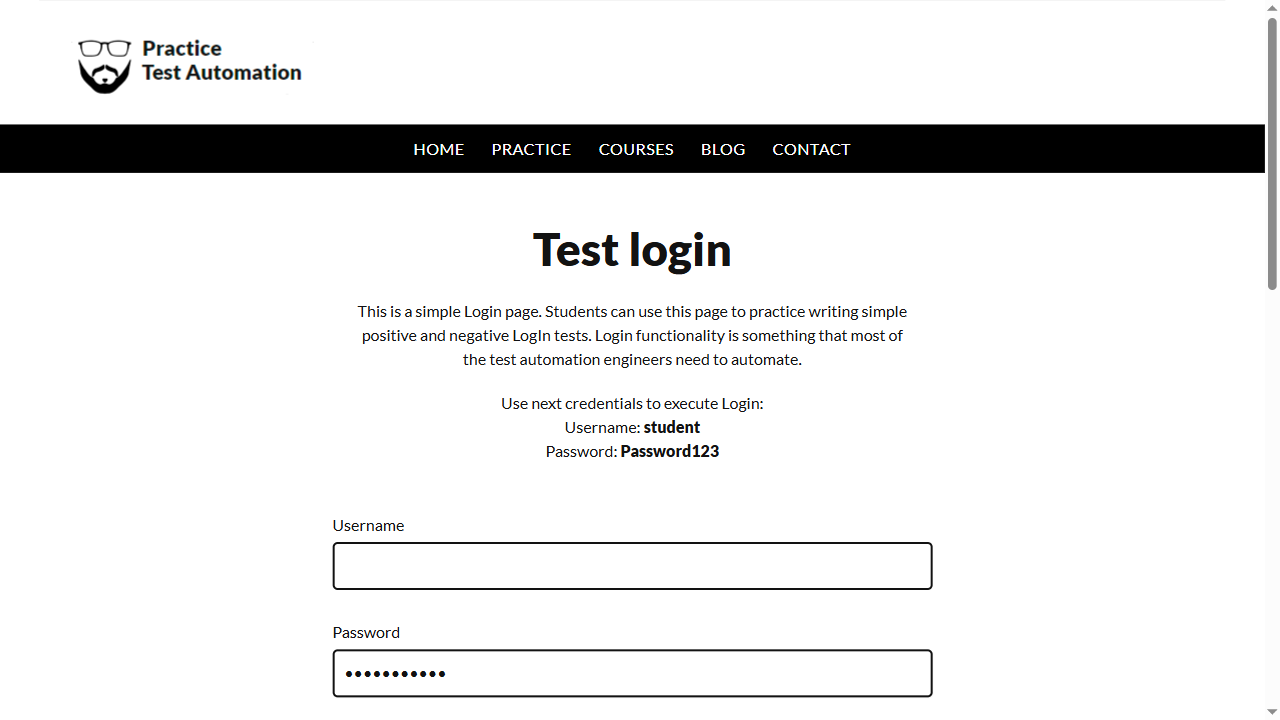 Practice
Test Automation
HOME PRACTICE COURSES BLOG CONTACT
Test login
This is a simple Login page. Students can use this page to practice writing simple
positive and negative LogIn tests. Login functionality is something that most of
the test automation engineers need to automate.
Use next credentials to execute Login:
Username: student
Password: Password123
Username
Password
•••••••••••